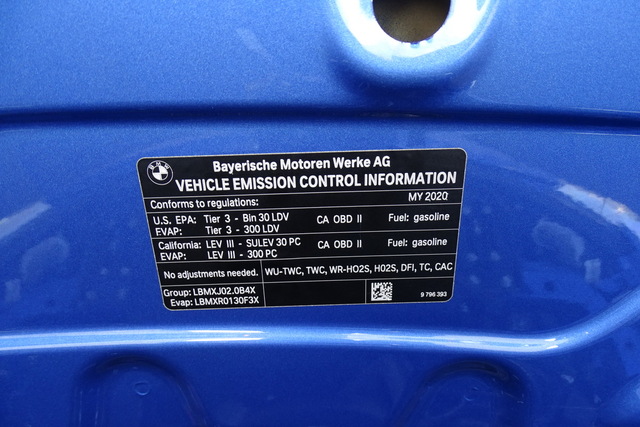 BMW
Bayerische Motoren Werke AG
VEHICLE EMISSION CONTROL INFORMATION
Conforms to regulations: MY 2020
U.S. EPA: Tier 3 - Bin 30 LDV CA OBD II Fuel: gasoline
EVAP: Tier 3 - 300 LDV
California: LEV III - SULEV 30 PC CA OBD II Fuel: gasoline
EVAP: LEV III - 300 PC
No adjustments needed. WU-TWC, TWC, WR-HO2S, HO2S, DFI, TC, CAC
Group: LBMXJ02.0B4X
Evap: LBMXR0130F3X 9 796 393